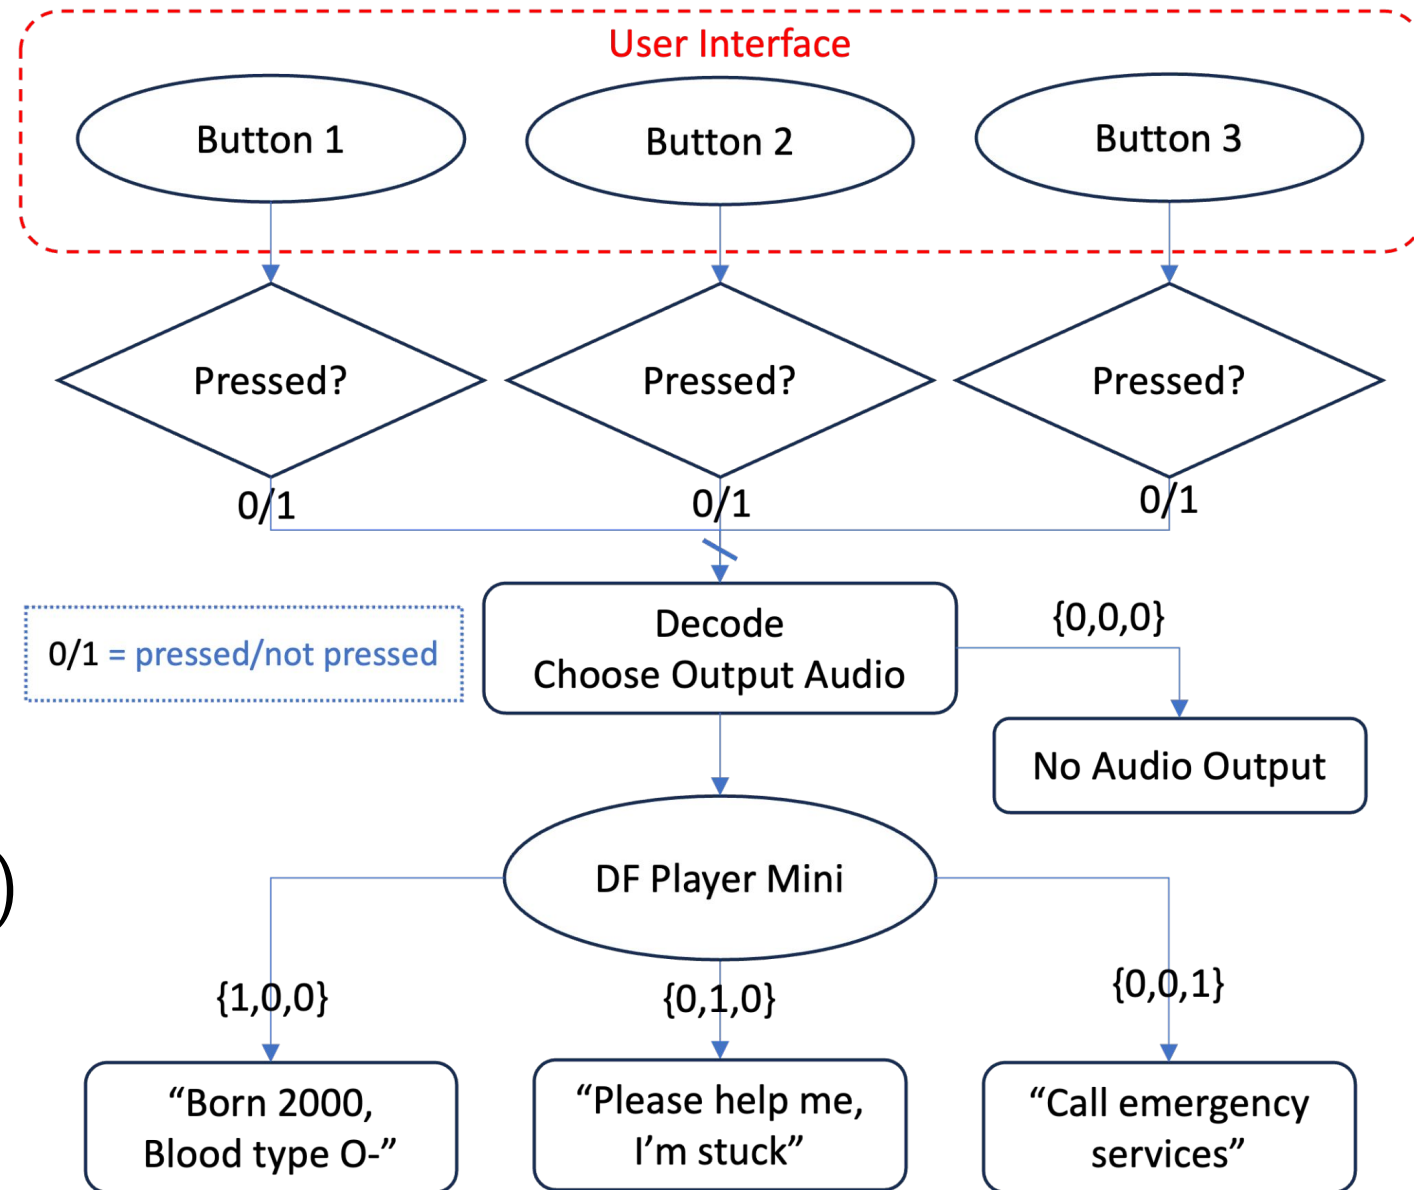 User Interface
Button 1
Button 2
Button 3
Pressed?
Pressed?
Pressed?
0/1
0/1
0/1
0/1 = pressed/not pressed
Decode
Choose Output Audio
{0,0,0}
No Audio Output
)
DF Player Mini
{1,0,0}
{0,1,0}
{0,0,1}
“Born 2000,
Blood type O-”
“Please help me,
I’m stuck”
“Call emergency
services”